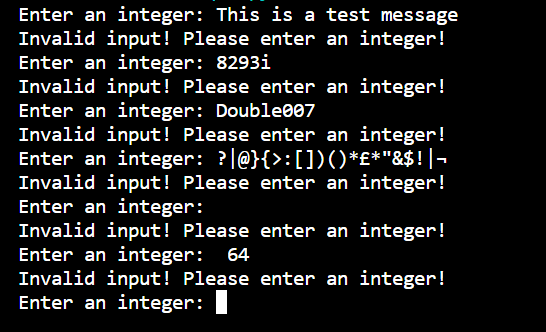 Enter an integer: This is a test message
Invalid input! Please enter an integer!
Enter an integer: 8293i
Invalid input! Please enter an integer!
Enter an integer: Double007
Invalid input! Please enter an integer!
Enter an integer: ?|@}{>:[])()*£*"&$!|¬
Invalid input! Please enter an integer!
Enter an integer:
Invalid input! Please enter an integer!
Enter an integer:  64
Invalid input! Please enter an integer!
Enter an integer: